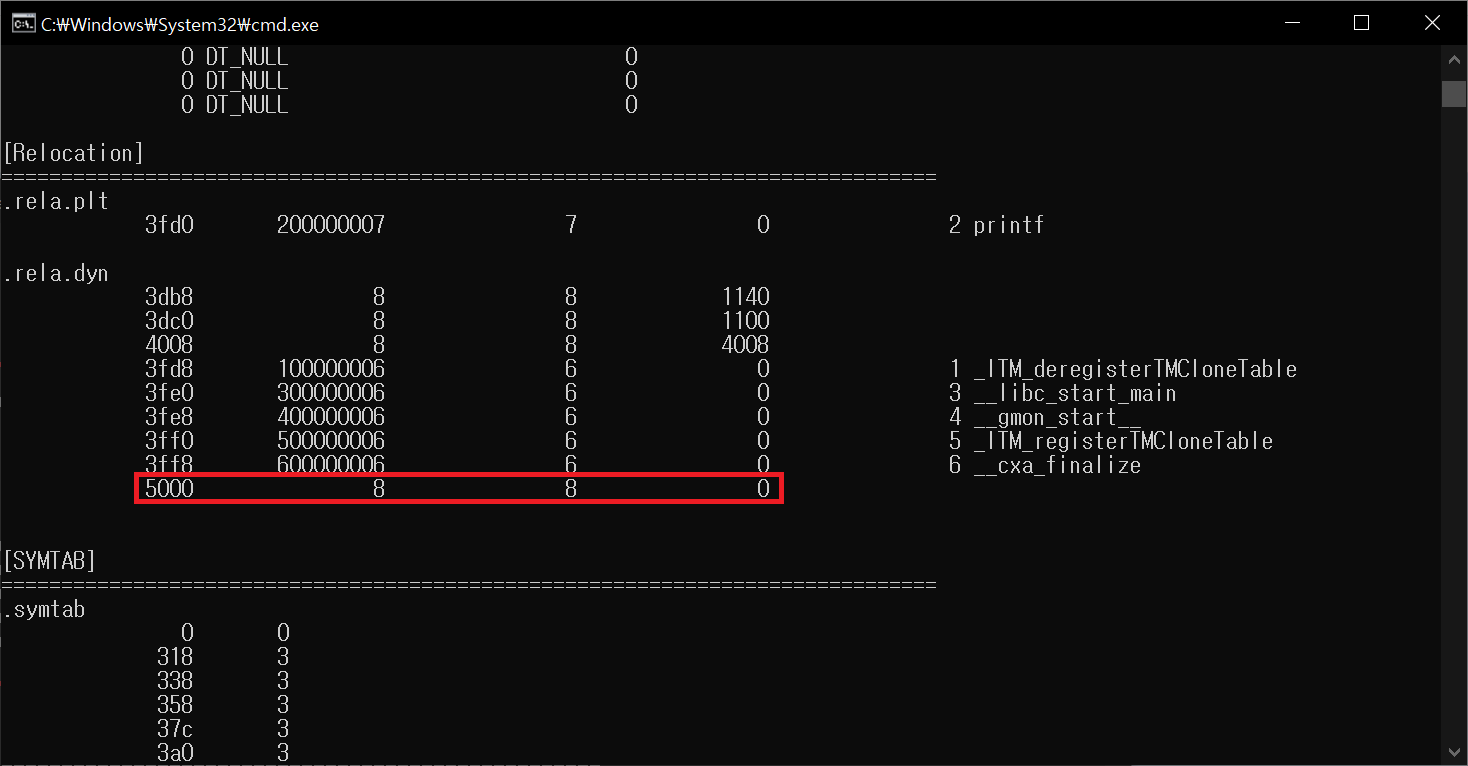 C:₩Windows₩System32₩cmd.exe
0 DT_NULL 0
0 DT_NULL 0
0 DT_NULL 0
[Relocation]
==============================================================================
.rela.plt
3fd0 200000007 7 0 2 printf
.rela.dyn
3db8 8 8 1140
3dc0 8 8 1100
4008 8 8 4008
3fd8 100000006 6 0 1 _ITM_deregisterTMCloneTable
3fe0 300000006 6 0 3 __libc_start_main
3fe8 400000006 6 0 4 __gmon_start__
3ff0 500000006 6 0 5 _ITM_registerTMCloneTable
3ff8 600000006 6 0 6 __cxa_finalize
5000 8 8 0
[SYMTAB]
==============================================================================
.symtab
0 0
318 3
338 3
358 3
37c 3
3a0 3